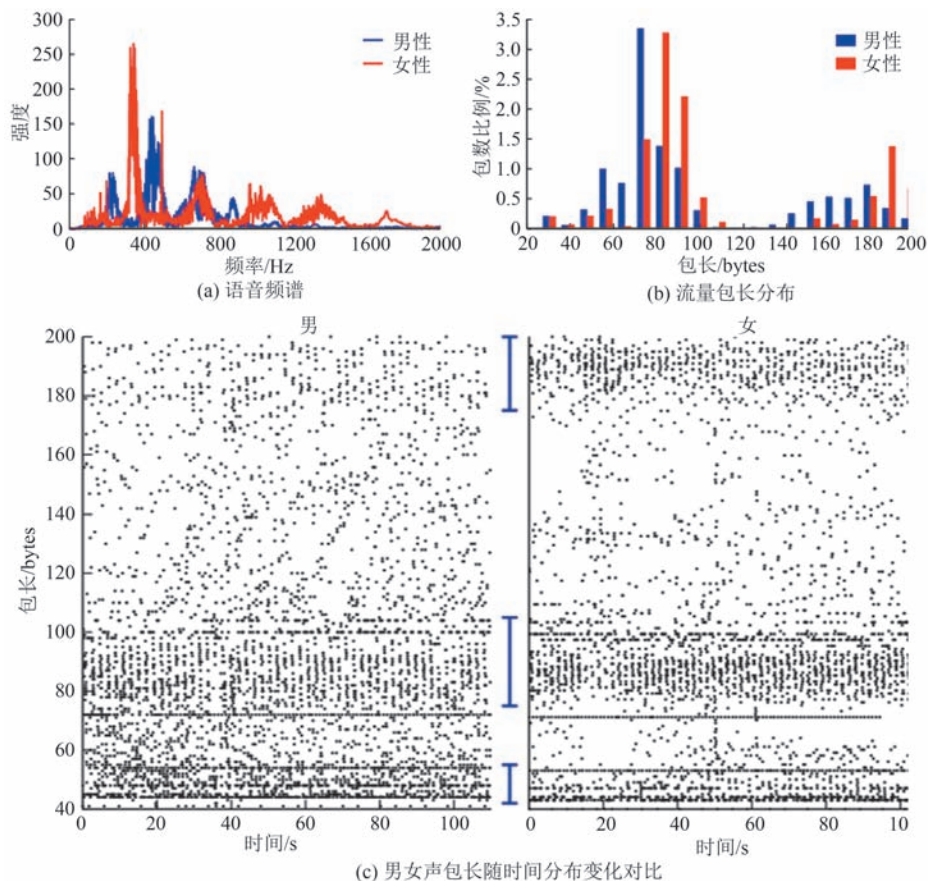 300
250
200
150
100
50
0
强度
男性
女性
0 400 800 1200 1600 2000
频率/Hz
(a) 语音频谱
3.5
3.0
2.5
2.0
1.5
1.0
0.5
0
包数比例/%
男性
女性
20 40 60 80 100 120 140 160 180 200
包长/bytes
(b) 流量包长分布
男
200
180
160
140
120
100
80
60
40
包长/bytes
0 20 40 60 80 100
时间/s
女
0 20 40 60 80 10
时间/s
(c) 男女声包长随时间分布变化对比